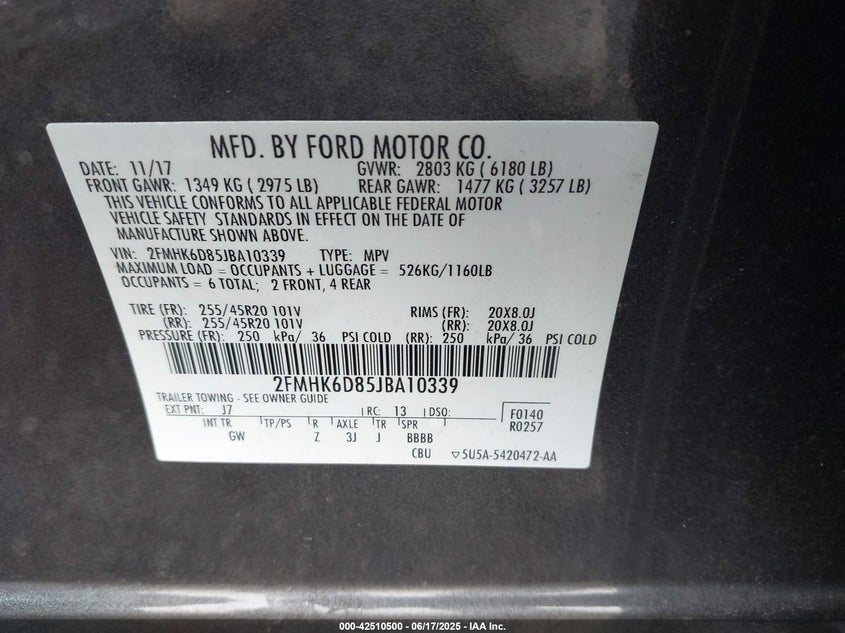 MFD. BY FORD MOTOR CO.
DATE: 11/17 GVWR: 2803 KG ( 6180 LB)
FRONT GAWR: 1349 KG ( 2975 LB) REAR GAWR: 1477 KG ( 3257 LB)
THIS VEHICLE CONFORMS TO ALL APPLICABLE FEDERAL MOTOR
VEHICLE SAFETY STANDARDS IN EFFECT ON THE DATE OF
MANUFACTURE SHOWN ABOVE.
VIN: 2FMHK6D85JBA10339 TYPE: MPV
MAXIMUM LOAD = OCCUPANTS + LUGGAGE = 526KG/1160LB
OCCUPANTS = 6 TOTAL; 2 FRONT, 4 REAR
TIRE (FR): 255/45R20 101V RIMS (FR): 20X8.0J
(RR): 255/45R20 101V (RR): 20X8.0J
PRESSURE (FR): 250 kPa/ 36 PSI COLD (RR): 250 kPa/ 36 PSI COLD
2FMHK6D85JBA10339
TRAILER TOWING - SEE OWNER GUIDE
EXT PNT: J7 RC: 13 DSO: F0140
INT TR TP/PS R AXLE TR SPR R0257
GW Z 3J J BBBB
CBU ▽5U5A-5420472-AA
000-42510500 - 06/17/2025 - IAA Inc.